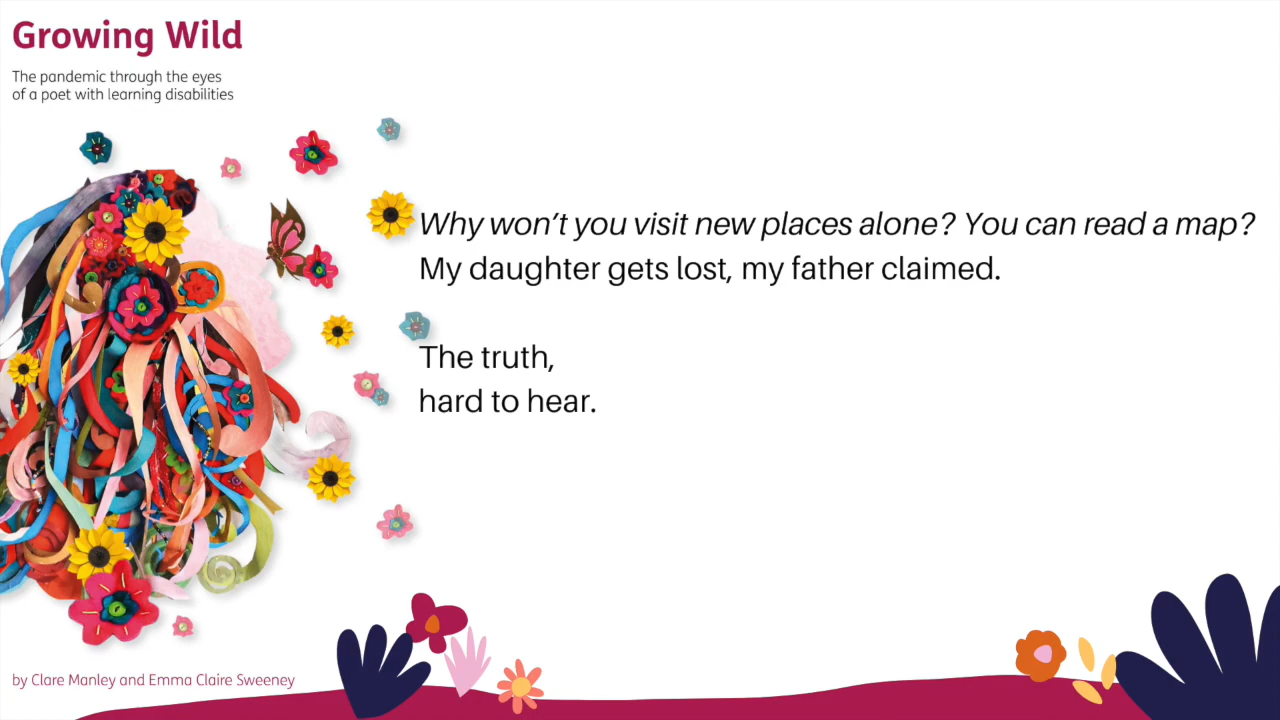 Growing Wild
The pandemic through the eyes
of a poet with learning disabilities
Why won’t you visit new places alone? You can read a map?
My daughter gets lost, my father claimed.
The truth,
hard to hear.
by Clare Manley and Emma Claire Sweeney